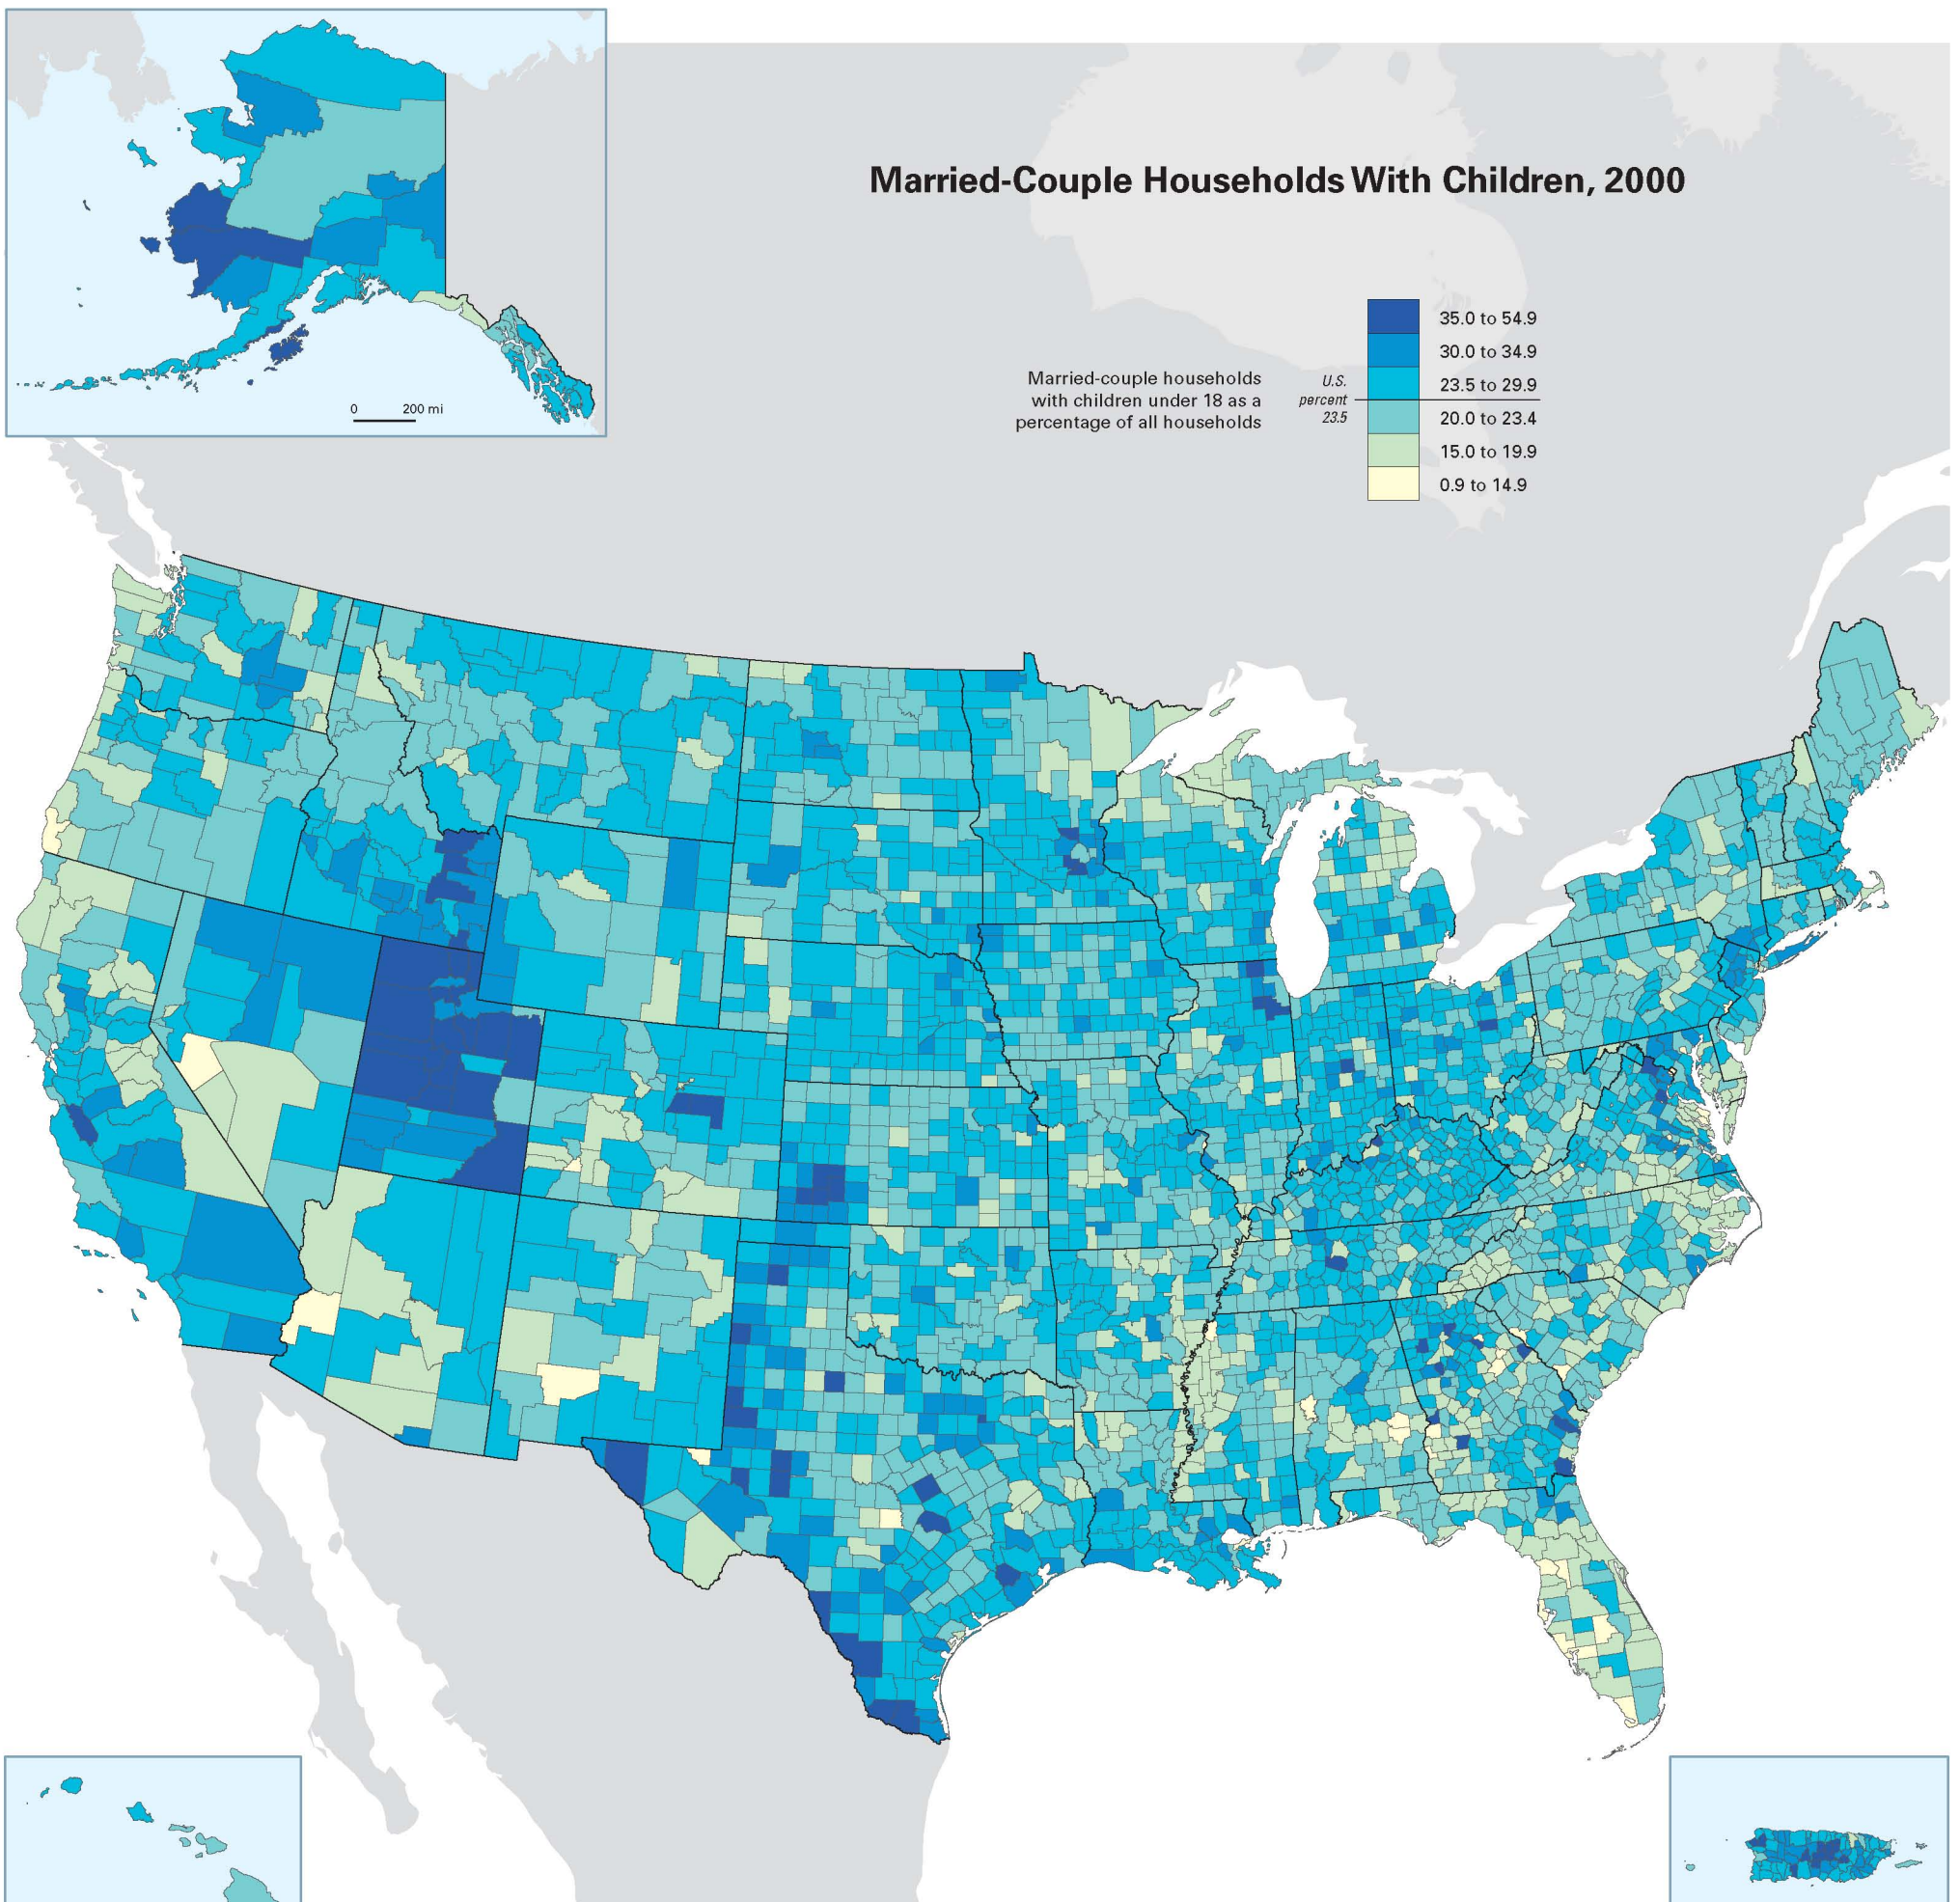 Married-Couple Households With Children, 2000
Married-couple households
with children under 18 as a
percentage of all households
U.S.
percent
23.5
35.0 to 54.9
30.0 to 34.9
23.5 to 29.9
20.0 to 23.4
15.0 to 19.9
0.9 to 14.9
0 200 mi